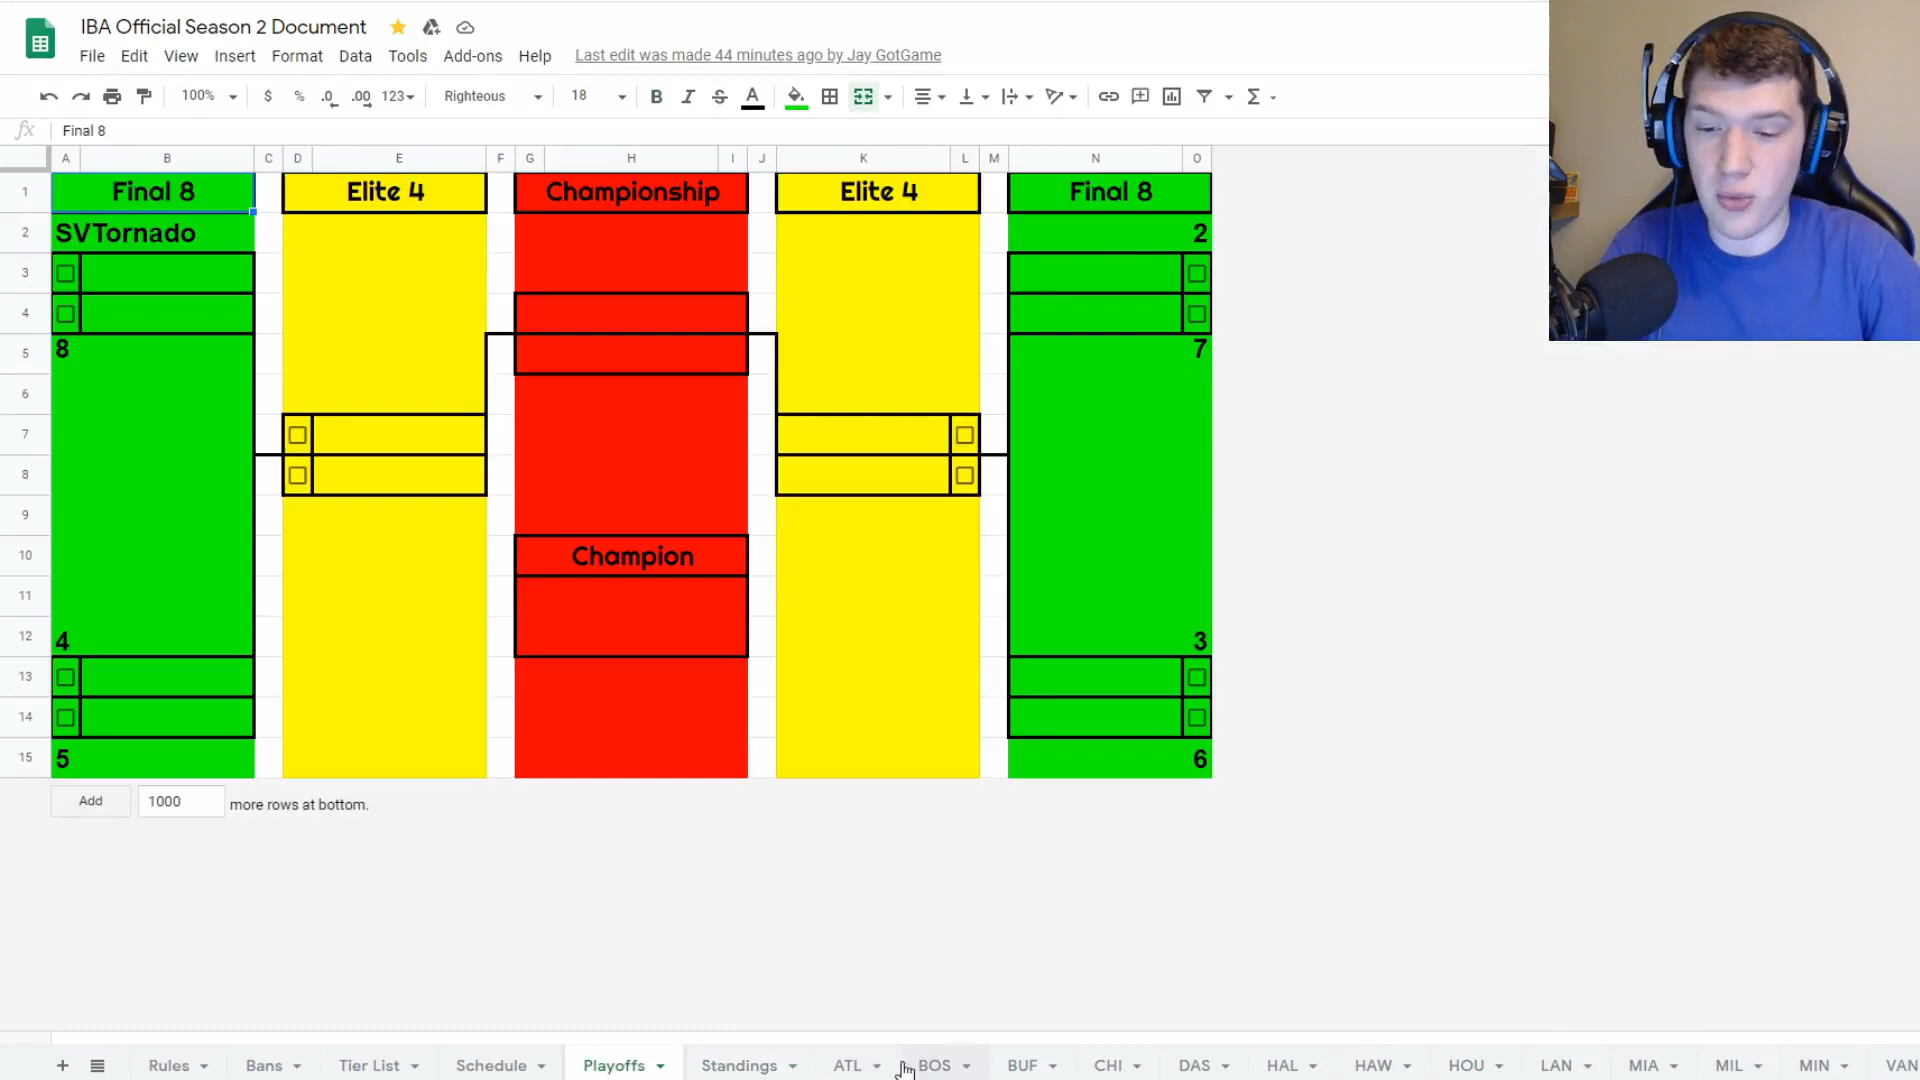 IBA Official Season 2 Document
File Edit View Insert Format Data Tools Add-ons Help Last edit was made 44 minutes ago by Jay GotGame
100% $ % .0 .00 123 Righteous 18 B I S A Σ
fx Final 8
A B C D E F G H I J K L M N O
1 Final 8 Elite 4 Championship Elite 4 Final 8
2 SVTornado 2
3
4
5 8 7
6
7
8
9
10 Champion
11
12 4 3
13
14
15 5 6
Add 1000 more rows at bottom.
+ Rules Bans Tier List Schedule Playoffs Standings ATL BOS BUF CHI DAS HAL HAW HOU LAN MIA MIL MIN VAN